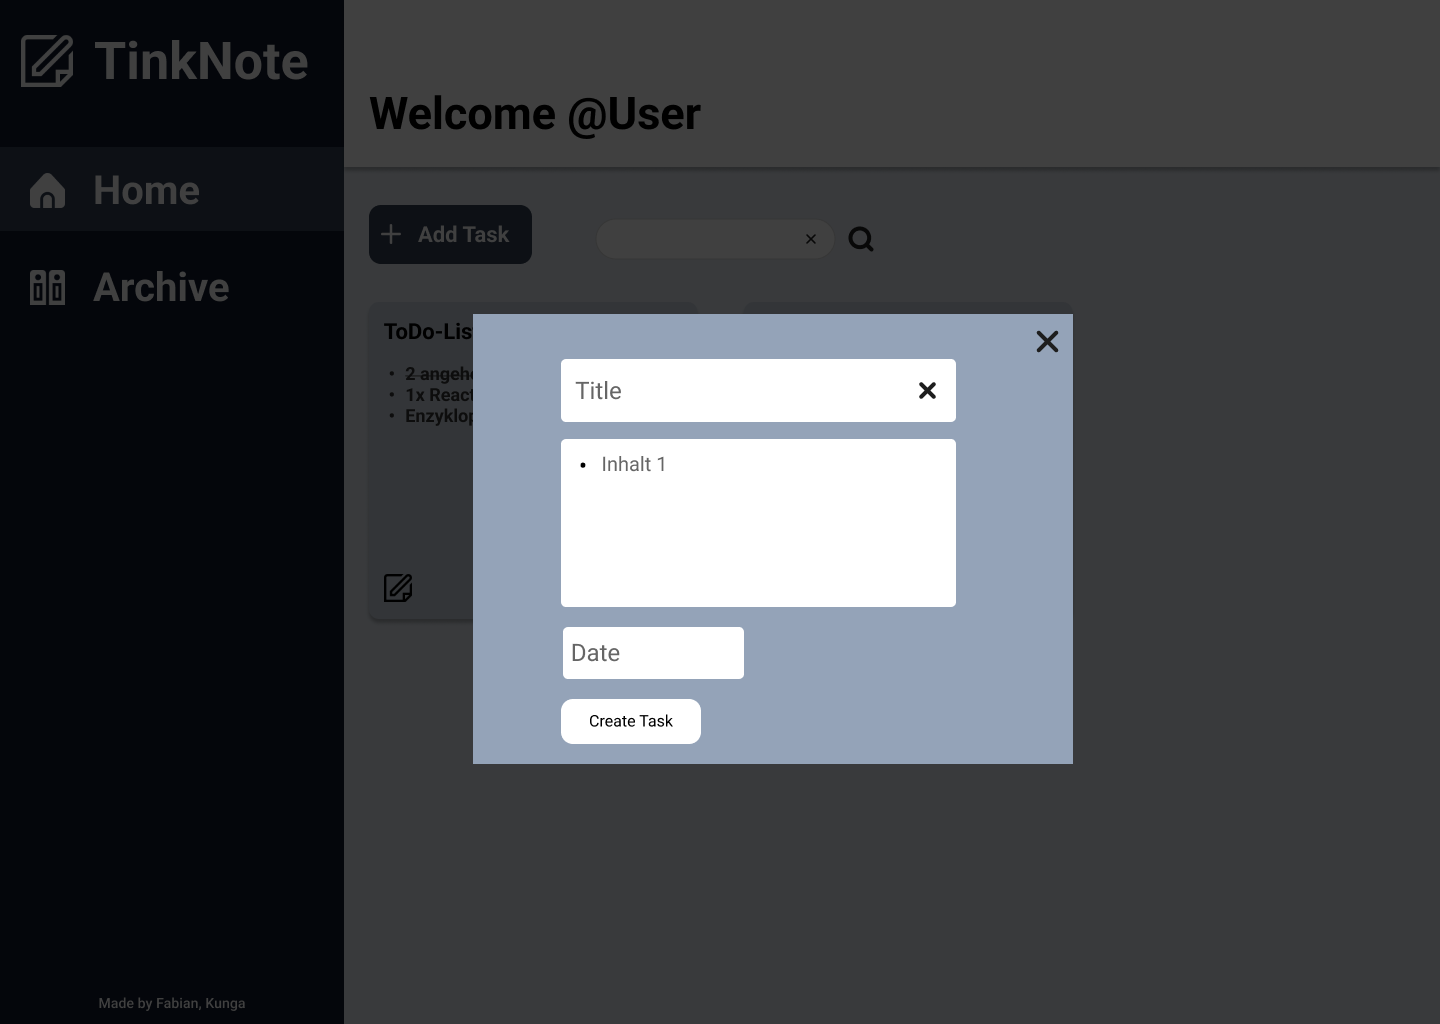 TinkNote
Welcome @User
Home
Add Task
Archive
ToDo-Lis
• 2 angeh
• 1x React
• Enzyklop
Title
• Inhalt 1
Date
Create Task
Made by Fabian, Kunga